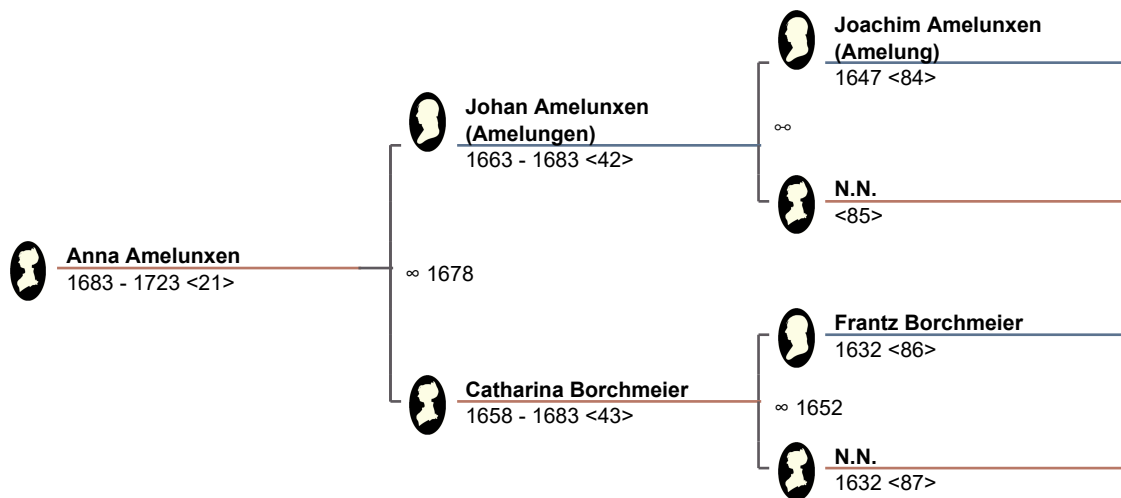 Joachim Amelunxen
(Amelung)
1647 <84>
Johan Amelunxen
(Amelungen)
1663 - 1683 <42>
⚯
N.N.
<85>
Anna Amelunxen
1683 - 1723 <21>
∞ 1678
Frantz Borchmeier
1632 <86>
Catharina Borchmeier
1658 - 1683 <43>
∞ 1652
N.N.
1632 <87>